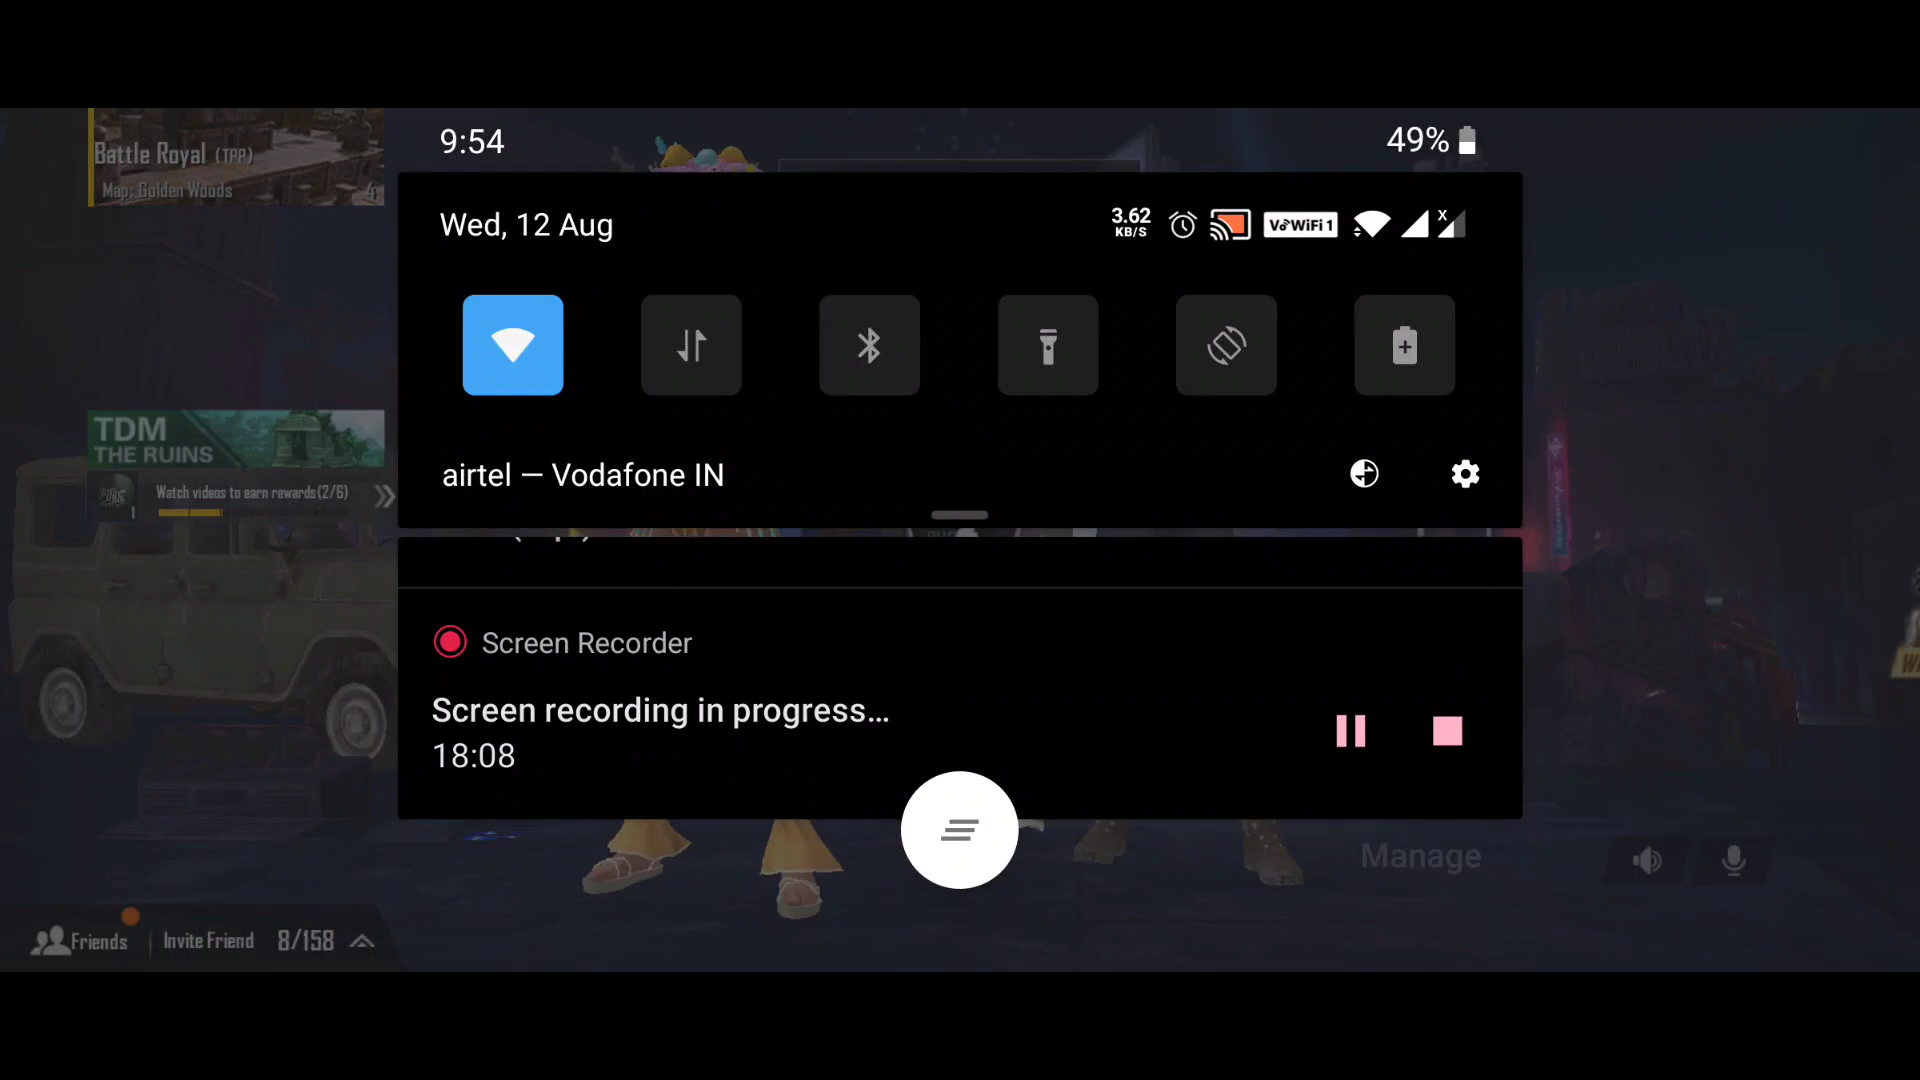 9:54
49%
Battle Royal (TPP)
Map: Golden Woods
4
Wed, 12 Aug
3.62
KB/S
VoWiFi 1
X
TDM
THE RUINS
Watch videos to earn rewards(2/6)
1
airtel — Vodafone IN
Screen Recorder
Screen recording in progress...
18:08
Manage
Friends
Invite Friend
8/158